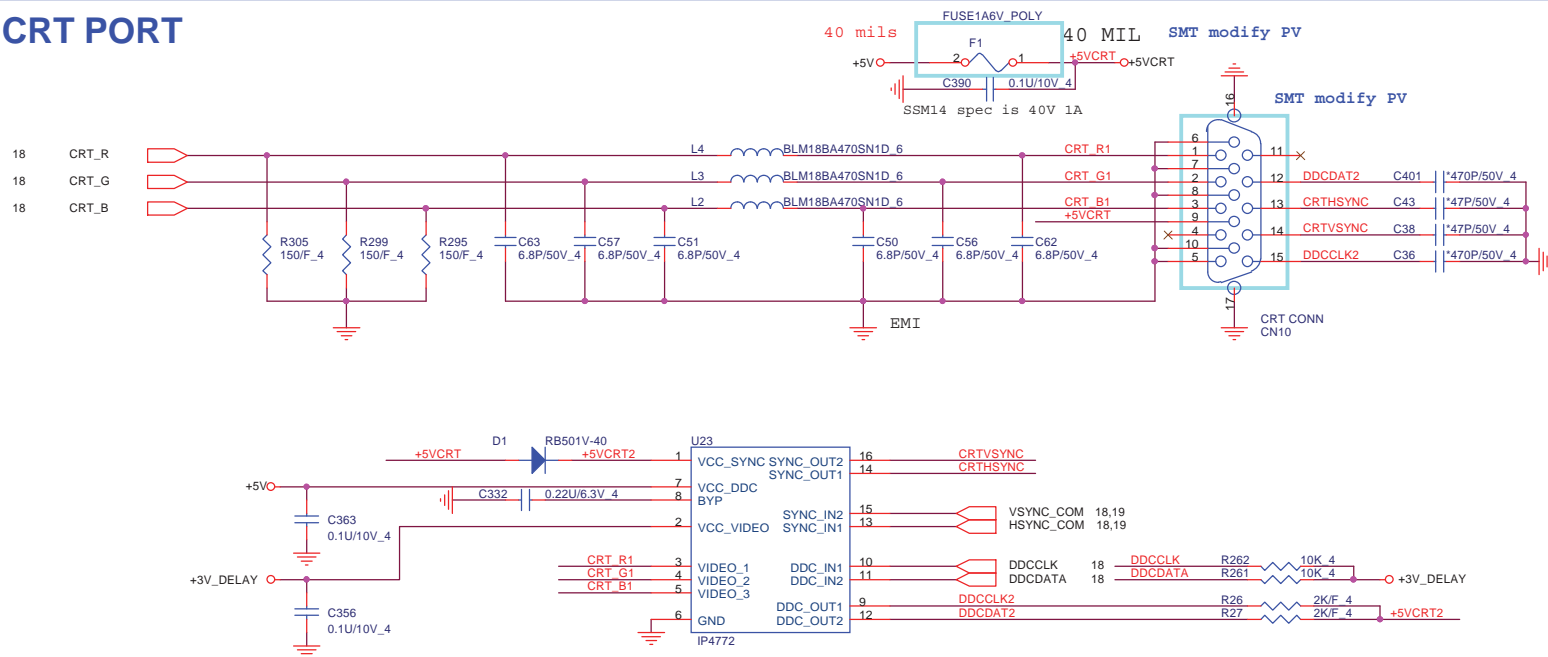 CRT PORT
FUSE1A6V_POLY
40 mils
40 MIL
SMT modify PV
F1
+5V
2
1
+5VCRT
+5VCRT
C390
0.1U/10V_4
SSM14 spec is 40V 1A
16
SMT modify PV
18 CRT_R
L4
BLM18BA470SN1D_6
CRT_R1
18 CRT_G
L3
BLM18BA470SN1D_6
CRT_G1
18 CRT_B
L2
BLM18BA470SN1D_6
CRT_B1
+5VCRT
6
1
7
2
8
3
9
4
10
5
11
12
13
14
15
DDCDAT2
C401
*470P/50V_4
CRTHSYNC
C43
*47P/50V_4
CRTVSYNC
C38
*47P/50V_4
DDCCLK2
C36
*470P/50V_4
R305
150/F_4
R299
150/F_4
R295
150/F_4
C63
6.8P/50V_4
C57
6.8P/50V_4
C51
6.8P/50V_4
C50
6.8P/50V_4
C56
6.8P/50V_4
C62
6.8P/50V_4
17
EMI
CRT CONN
CN10
D1
RB501V-40
U23
+5VCRT
+5VCRT2
1
VCC_SYNC
SYNC_OUT2
16
CRTVSYNC
SYNC_OUT1
14
CRTHSYNC
+5V
7
VCC_DDC
C332
0.22U/6.3V_4
8
BYP
C363
0.1U/10V_4
2
VCC_VIDEO
SYNC_IN2
15
VSYNC_COM 18,19
SYNC_IN1
13
HSYNC_COM 18,19
+3V_DELAY
CRT_R1
3
VIDEO_1
CRT_G1
4
VIDEO_2
CRT_B1
5
VIDEO_3
DDC_IN1
10
DDCCLK 18
DDC_IN2
11
DDCDATA 18
DDCCLK
R262
10K_4
DDCDATA
R261
10K_4
+3V_DELAY
C356
0.1U/10V_4
6
GND
DDC_OUT1
9
DDCCLK2
R26
2K/F_4
DDC_OUT2
12
DDCDAT2
R27
2K/F_4
+5VCRT2
IP4772